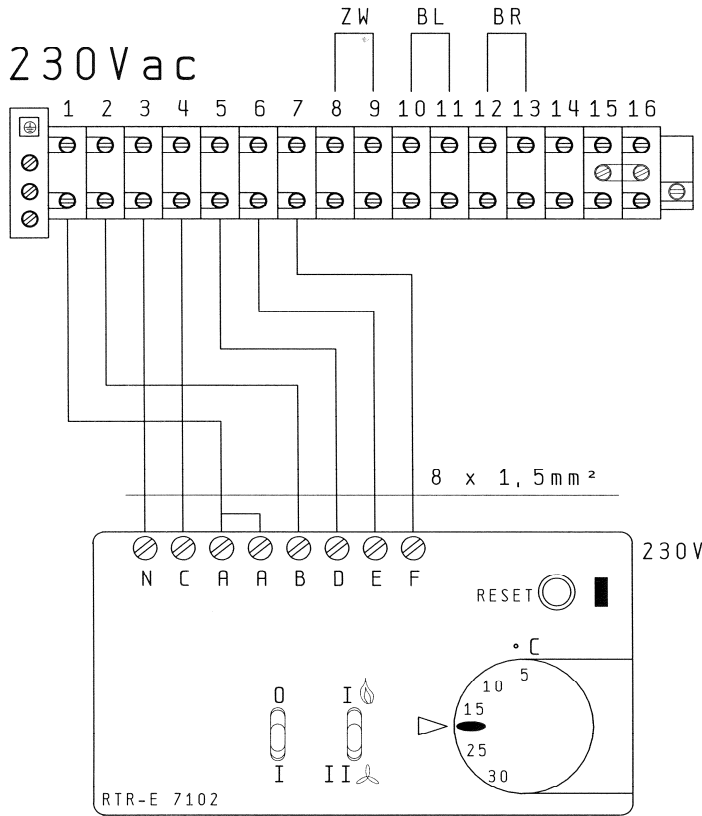 ZW BL BR
230Vac
1 2 3 4 5 6 7 8 9 10 11 12 13 14 15 16
8 x 1,5mm²
230V
N C A A B D E F
RESET
° C
5
10
15
25
30
O I
I II
RTR-E 7102